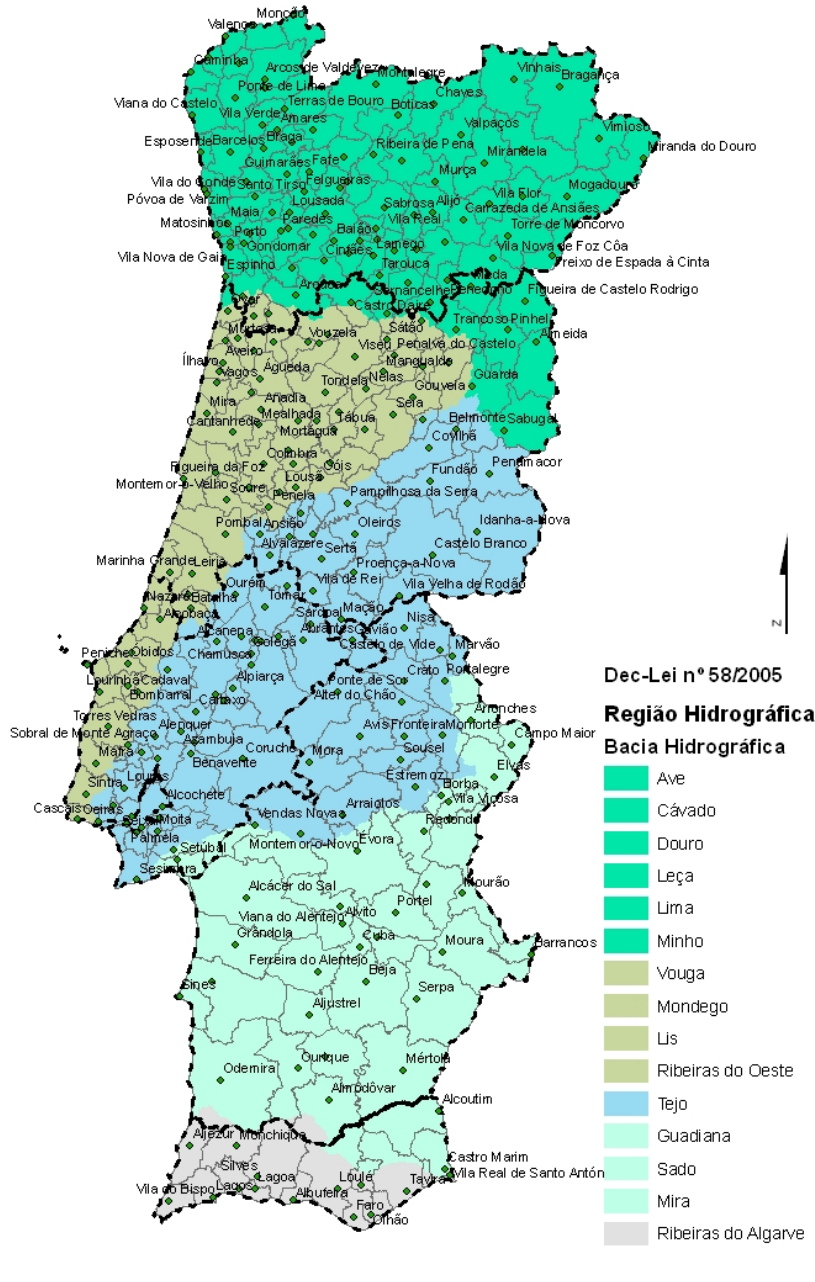 Monção
Valença
Caminha
Arcos de Valdevez
Montalegre
Vinhais
Bragança
Ponte de Lima
Chaves
Viana do Castelo
Terras de Bouro
Boticas
Vila Verde
Amares
Valpaços
Vimioso
Esposende
Barcelos
Braga
Ribeira de Pena
Mirandela
Miranda do Douro
Guimarães
Fafe
Murça
Vila do Conde
Santo Tirso
Felgueiras
Mogadouro
Póvoa de Varzim
Lousada
Sabrosa
Alijó
Vila Flor
Maia
Paredes
Vila Real
Carrazeda de Ansiães
Matosinhos
Porto
Baião
Torre de Moncorvo
Gondomar
Cinfães
Lamego
Vila Nova de Foz Côa
Vila Nova de Gaia
Espinho
Tarouca
Freixo de Espada à Cinta
Arouca
Sernancelhe
Penedono
Meda
Figueira de Castelo Rodrigo
Ovar
Castro Daire
Trancoso
Pinhel
Murtosa
Vouzela
Sátão
Almeida
Aveiro
Viseu
Penalva do Castelo
Ílhavo
Vagos
Águeda
Mangualde
Tondela
Nelas
Gouveia
Guarda
Mira
Anadia
Seia
Cantanhede
Mealhada
Tábua
Belmonte
Sabugal
Mortágua
Covilhã
Coimbra
Figueira da Foz
Góis
Fundão
Penamacor
Montemor-o-Velho
Soure
Lousã
Penela
Pampilhosa da Serra
Pombal
Ansião
Oleiros
Idanha-a-Nova
Alvaiázere
Sertã
Castelo Branco
Marinha Grande
Leiria
Proença-a-Nova
Ourém
Vila de Rei
Vila Velha de Rodão
Nazaré
Batalha
Tomar
Alcobaça
Sardoal
Mação
Alcanena
Abrantes
Gavião
Nisa
Peniche
Óbidos
Golegã
Castelo de Vide
Marvão
Chamusca
Lourinhã
Cadaval
Alpiarça
Ponte de Sor
Crato
Portalegre
Bombarral
Cartaxo
Alter do Chão
Torres Vedras
Arronches
Sobral de Monte Agraço
Alenquer
Avis
Fronteira
Monforte
Campo Maior
Mafra
Azambuja
Coruche
Mora
Sousel
Benavente
Elvas
Sintra
Loures
Estremoz
Alcochete
Borba
Cascais
Oeiras
Arraiolos
Vila Viçosa
Seixal
Moita
Vendas Novas
Redondo
Palmela
Setúbal
Montemor-o-Novo
Évora
Sesimbra
Alcácer do Sal
Mourão
Portel
Viana do Alentejo
Alvito
Grândola
Cuba
Moura
Barrancos
Ferreira do Alentejo
Beja
Sines
Serpa
Aljustrel
Odemira
Ourique
Mértola
Almodôvar
Alcoutim
Aljezur
Monchique
Silves
Castro Marim
Vila do Bispo
Lagos
Lagoa
Loulé
Vila Real de Santo Antón
Albufeira
Tavira
Faro
Olhão
N
Dec-Lei nº 58/2005
Região Hidrográfica
Bacia Hidrográfica
Ave
Cávado
Douro
Leça
Lima
Minho
Vouga
Mondego
Lis
Ribeiras do Oeste
Tejo
Guadiana
Sado
Mira
Ribeiras do Algarve